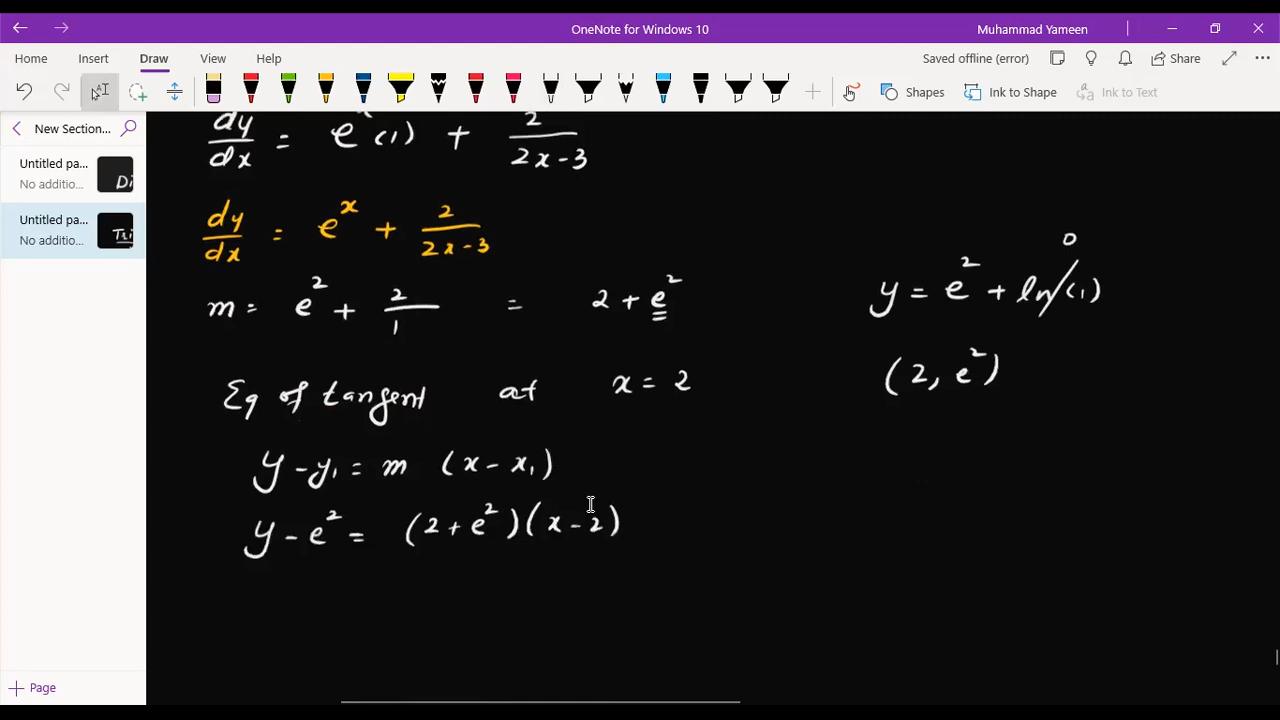 OneNote for Windows 10
Muhammad Yameen
Home Insert Draw View Help
Saved offline (error)
Share
Shapes
Ink to Shape
Ink to Text
New Section...
Untitled pa...
No additio...
Di
Untitled pa...
No additio...
Tri
Page
dy/dx = e^x (1) + 2/(2x-3)
dy/dx = e^x + 2/(2x-3)
m = e^2 + 2/1 = 2 + e^2
Eq of tangent at x = 2
y - y₁ = m (x - x₁)
y - e^2 = (2 + e^2)(x - 2)
0
y = e^2 + ln(1)
(2, e^2)